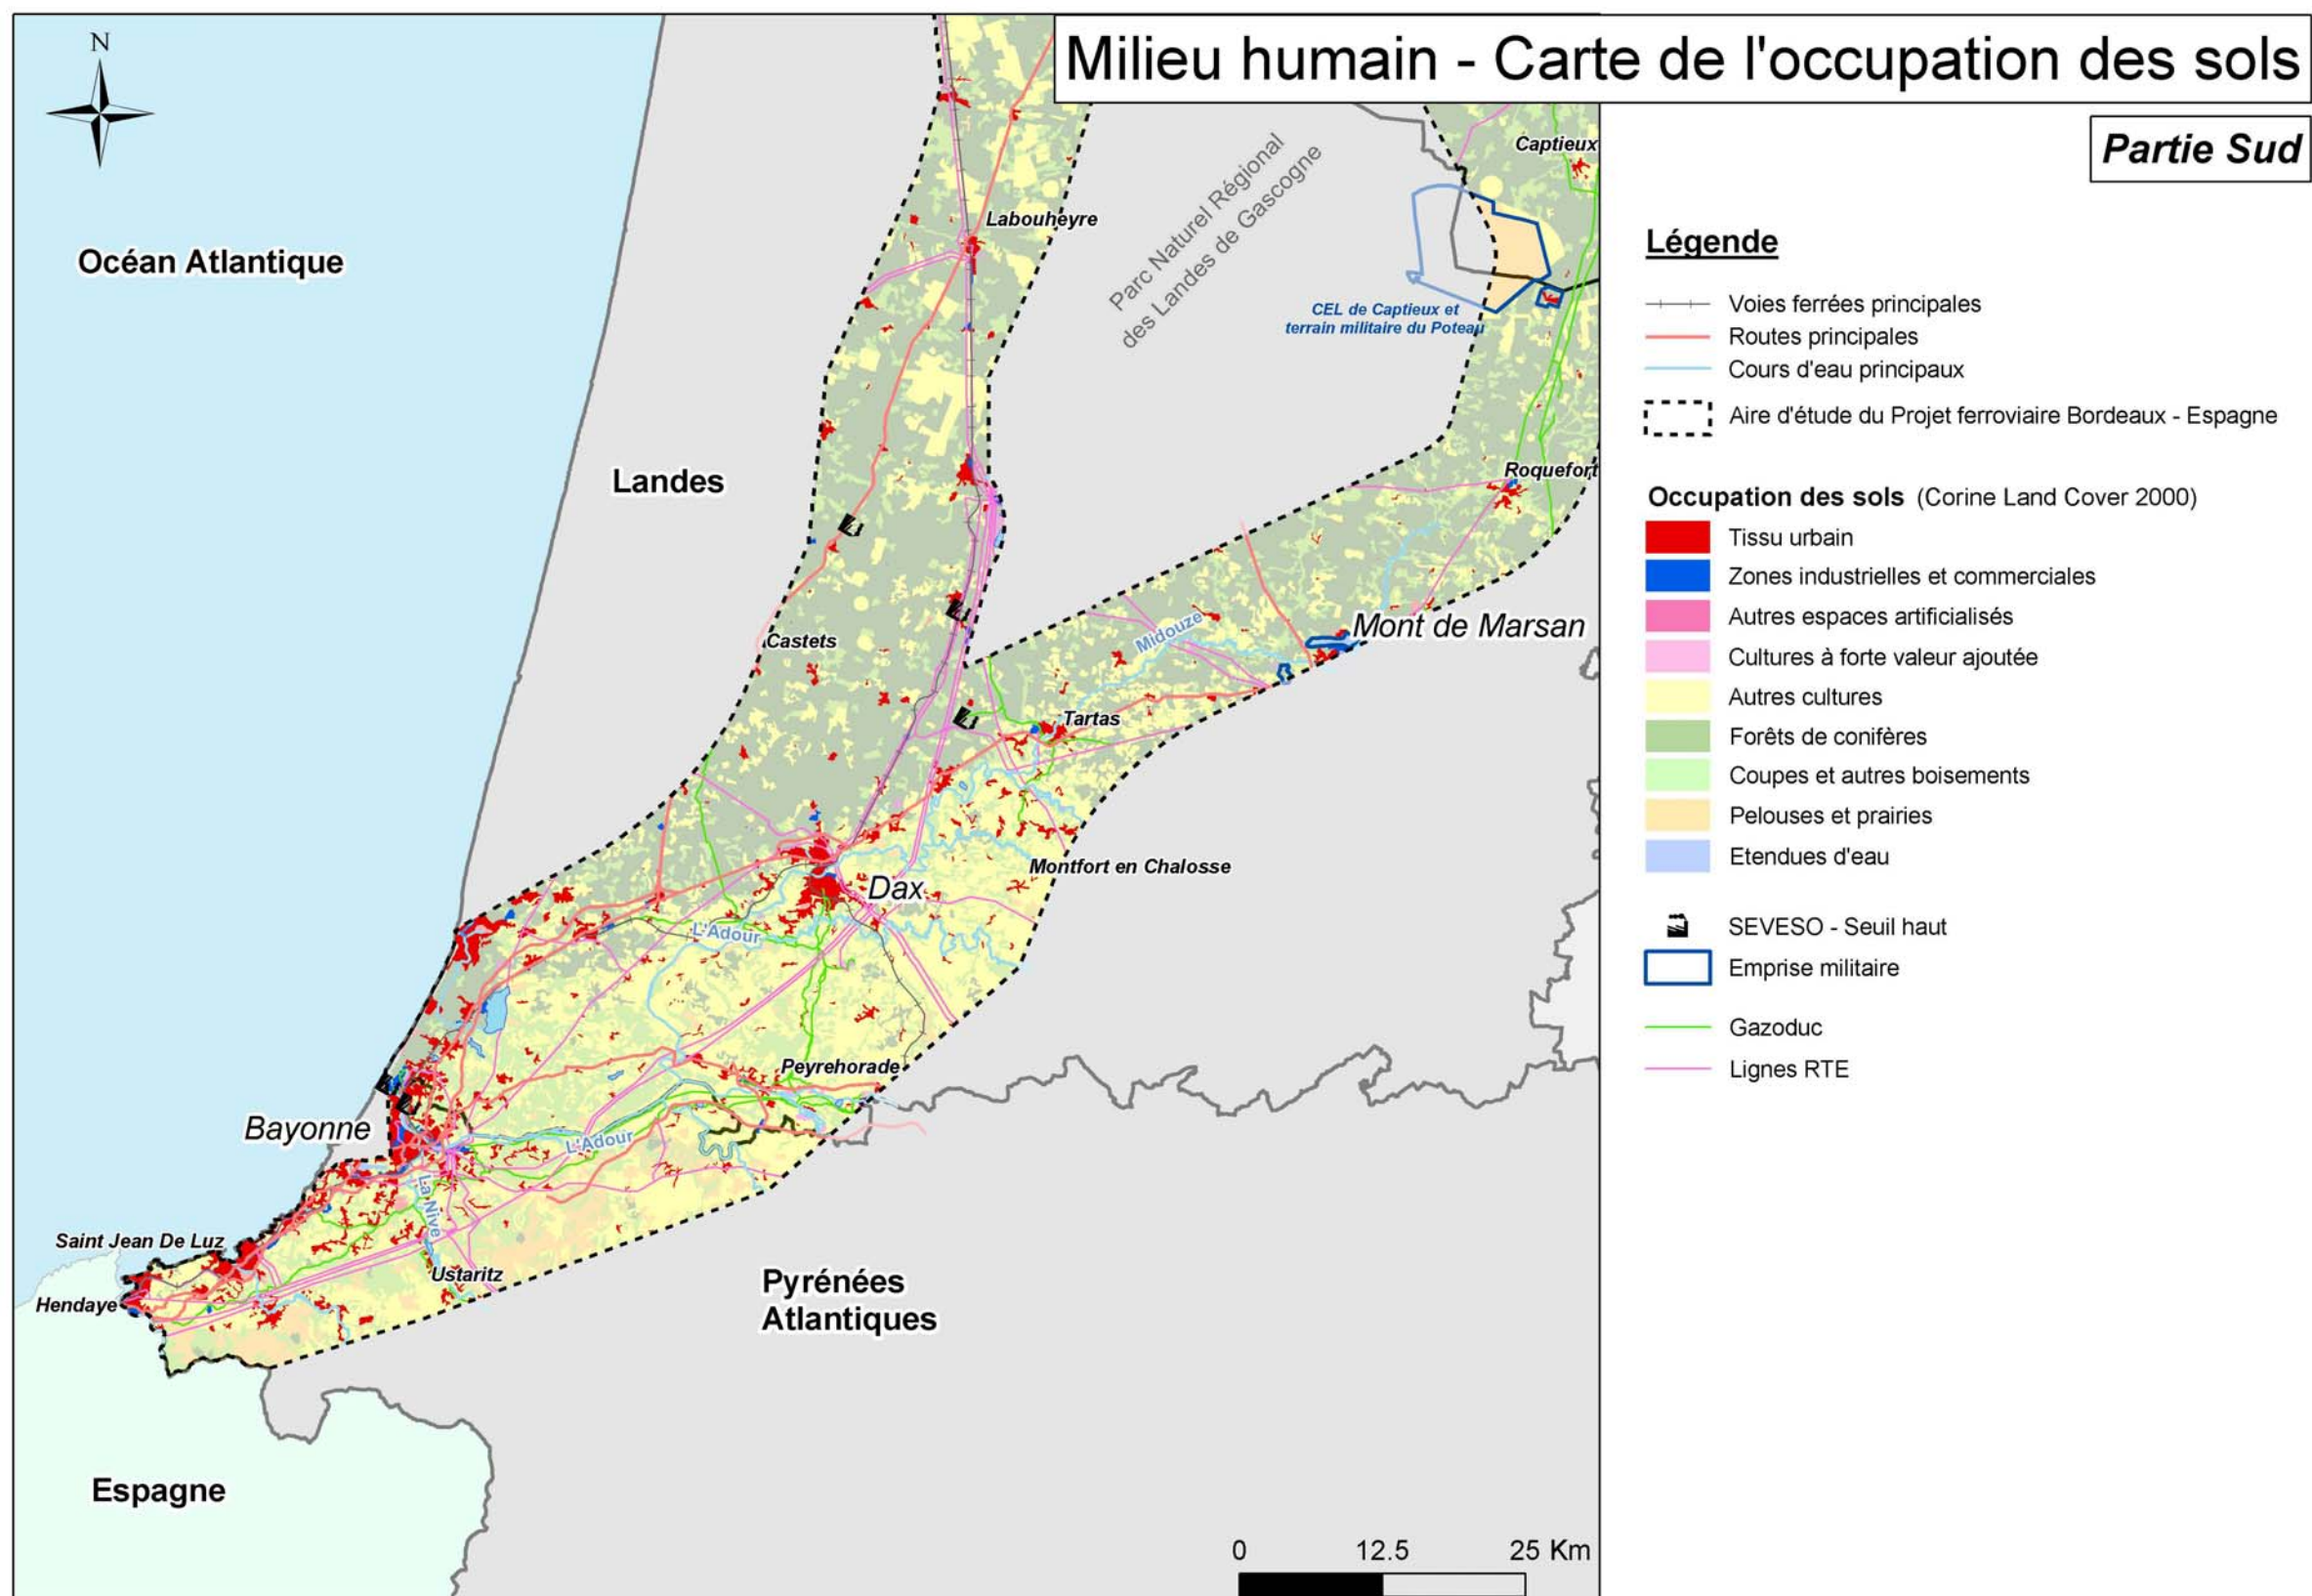 Milieu humain - Carte de l'occupation des sols
Partie Sud
N
Océan Atlantique
Landes
Parc Naturel Régional
des Landes de Gascogne
Captieux
CEL de Captieux et
terrain militaire du Poteau
Labouheyre
Roquefort
Castets
Midouze
Mont de Marsan
Tartas
Montfort en Chalosse
Dax
L'Adour
Peyrehorade
Bayonne
L'Adour
La Nive
Saint Jean De Luz
Ustaritz
Hendaye
Pyrénées
Atlantiques
Espagne
0 12.5 25 Km
Légende
Voies ferrées principales
Routes principales
Cours d'eau principaux
Aire d'étude du Projet ferroviaire Bordeaux - Espagne
Occupation des sols (Corine Land Cover 2000)
Tissu urbain
Zones industrielles et commerciales
Autres espaces artificialisés
Cultures à forte valeur ajoutée
Autres cultures
Forêts de conifères
Coupes et autres boisements
Pelouses et prairies
Etendues d'eau
SEVESO - Seuil haut
Emprise militaire
Gazoduc
Lignes RTE